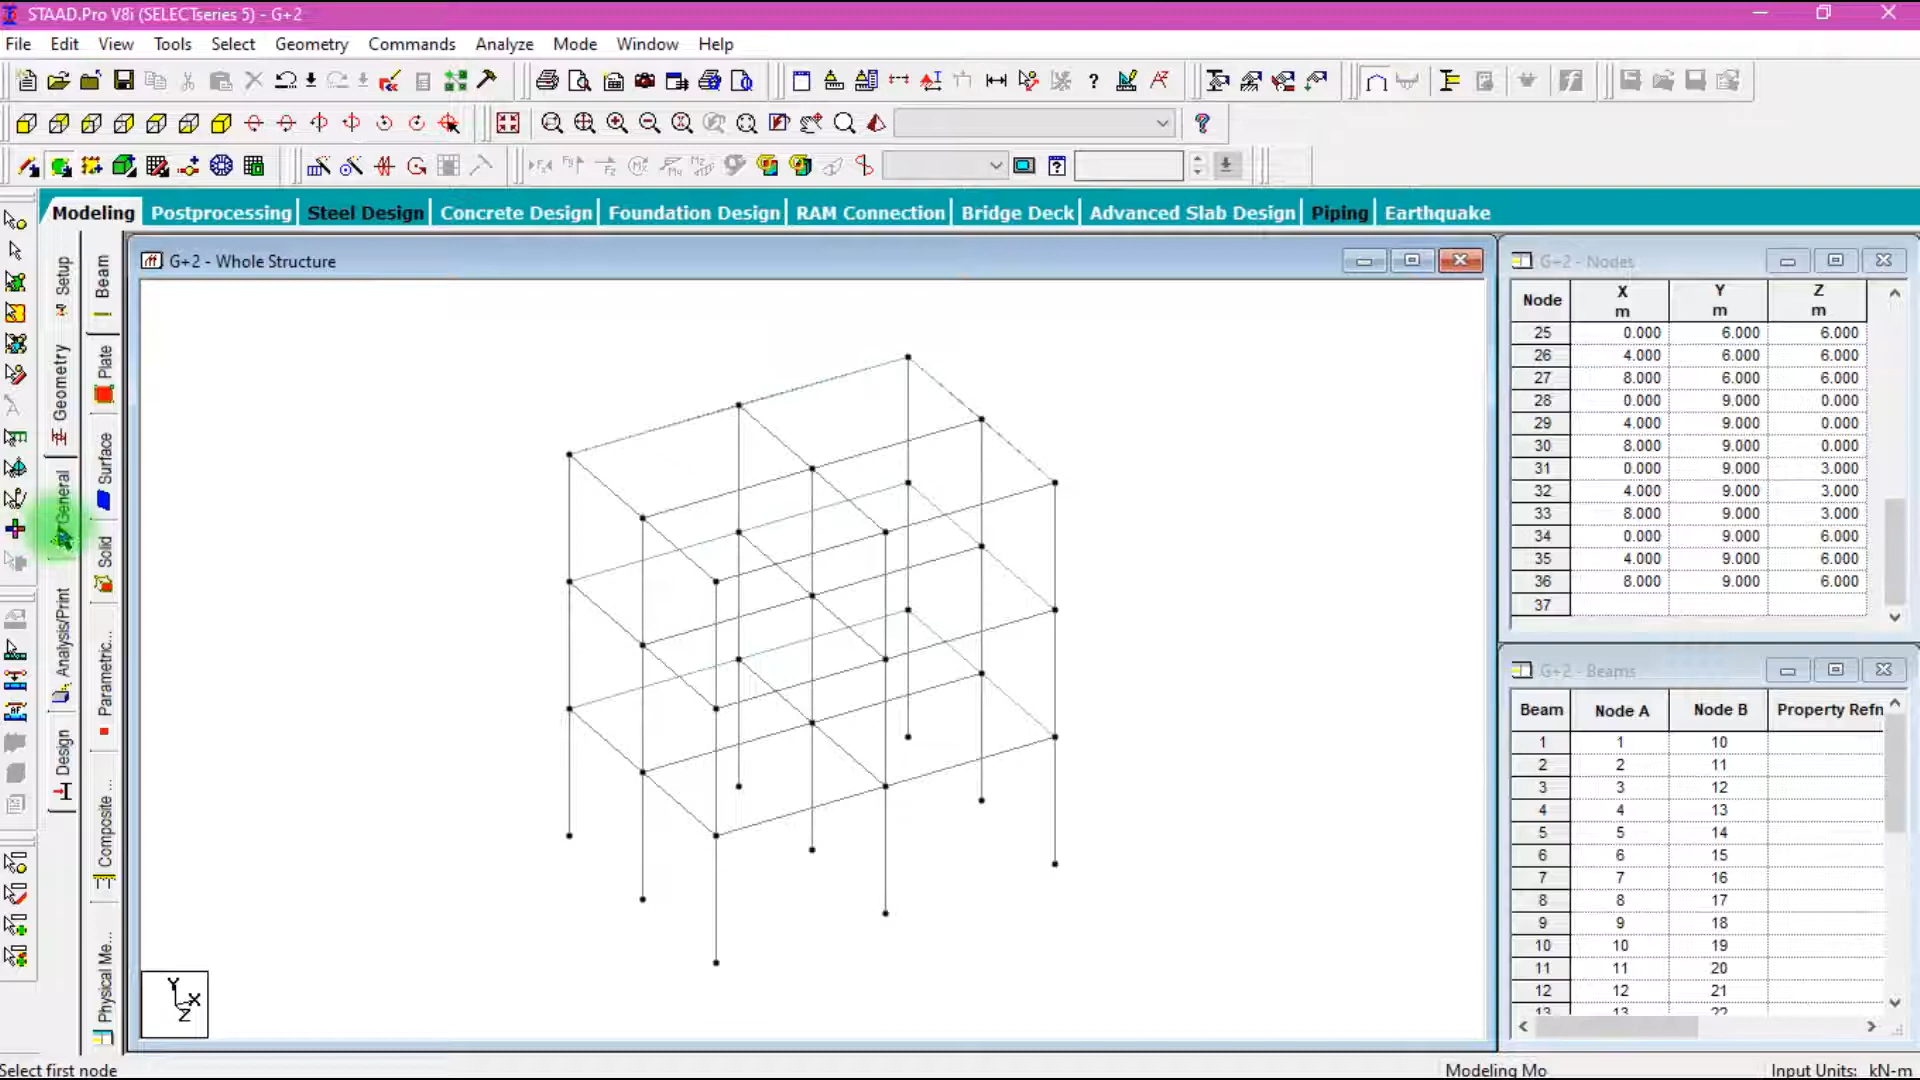 STAAD.Pro V8i (SELECTseries 5) - G+2
File Edit View Tools Select Geometry Commands Analyze Mode Window Help
Modeling Postprocessing Steel Design Concrete Design Foundation Design RAM Connection Bridge Deck Advanced Slab Design Piping Earthquake
Setup
Geometry
General
Analysis/Print
Design
Beam
Plate
Surface
Solid
Parametric...
Composite ...
Physical Me...
G+2 - Whole Structure
Y
X
Z
G+2 - Nodes
Node X m Y m Z m
25 0.000 6.000 6.000
26 4.000 6.000 6.000
27 8.000 6.000 6.000
28 0.000 9.000 0.000
29 4.000 9.000 0.000
30 8.000 9.000 0.000
31 0.000 9.000 3.000
32 4.000 9.000 3.000
33 8.000 9.000 3.000
34 0.000 9.000 6.000
35 4.000 9.000 6.000
36 8.000 9.000 6.000
37
G+2 - Beams
Beam Node A Node B Property Refn
1 1 10
2 2 11
3 3 12
4 4 13
5 5 14
6 6 15
7 7 16
8 8 17
9 9 18
10 10 19
11 11 20
12 12 21
13 13 22
Select first node
Modeling Mo
Input Units: kN-m